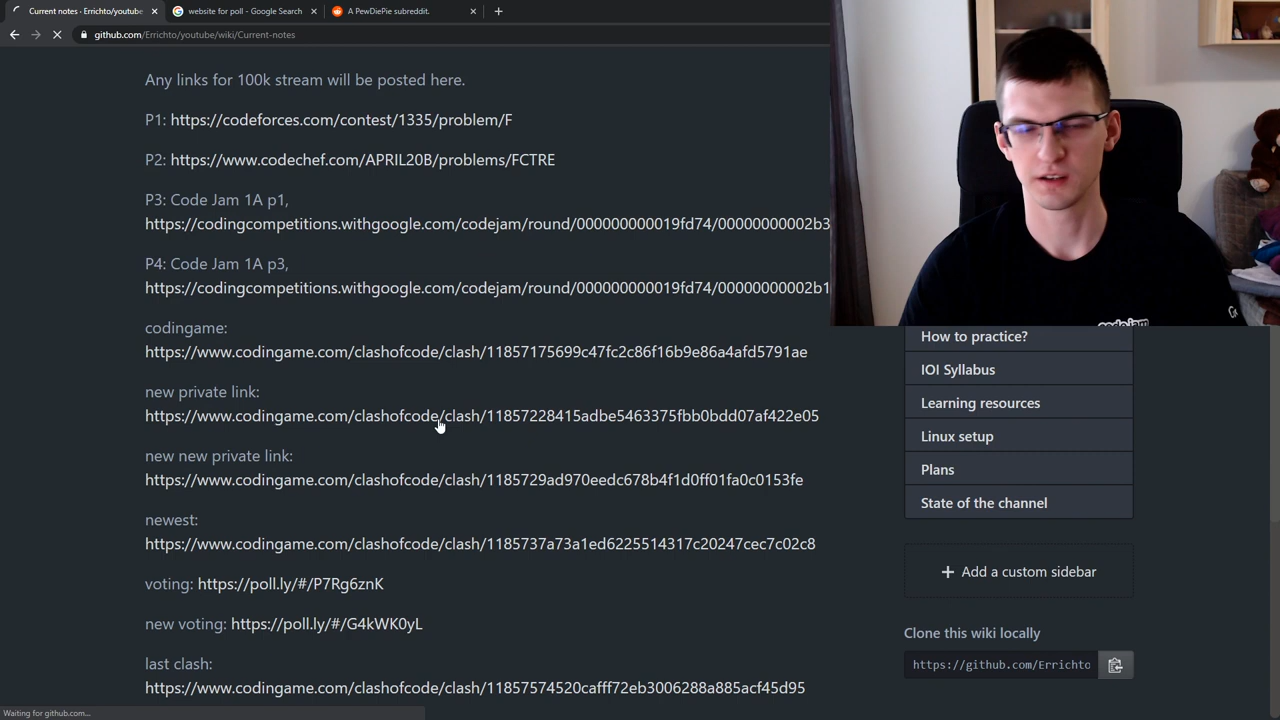 Current notes · Errichto/youtube
website for poll - Google Search
A PewDiePie subreddit.
github.com/Errichto/youtube/wiki/Current-notes
Any links for 100k stream will be posted here.
P1: https://codeforces.com/contest/1335/problem/F
P2: https://www.codechef.com/APRIL20B/problems/FCTRE
P3: Code Jam 1A p1,
https://codingcompetitions.withgoogle.com/codejam/round/000000000019fd74/00000000002b3
P4: Code Jam 1A p3,
https://codingcompetitions.withgoogle.com/codejam/round/000000000019fd74/00000000002b1
codingame:
https://www.codingame.com/clashofcode/clash/11857175699c47fc2c86f16b9e86a4afd5791ae
new private link:
https://www.codingame.com/clashofcode/clash/11857228415adbe5463375fbb0bdd07af422e05
new new private link:
https://www.codingame.com/clashofcode/clash/1185729ad970eedc678b4f1d0ff01fa0c0153fe
newest:
https://www.codingame.com/clashofcode/clash/1185737a73a1ed6225514317c20247cec7c02c8
voting: https://poll.ly/#/P7Rg6znK
new voting: https://poll.ly/#/G4kWK0yL
last clash:
https://www.codingame.com/clashofcode/clash/11857574520cafff72eb3006288a885acf45d95
How to practice?
IOI Syllabus
Learning resources
Linux setup
Plans
State of the channel
+ Add a custom sidebar
Clone this wiki locally
https://github.com/Errichto
Waiting for github.com...
codejam